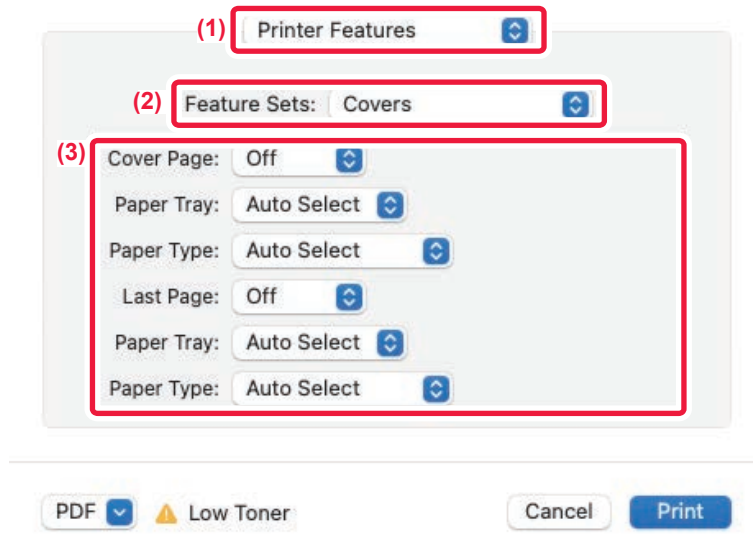 (1) Printer Features
(2) Feature Sets: Covers
(3) Cover Page: Off
Paper Tray: Auto Select
Paper Type: Auto Select
Last Page: Off
Paper Tray: Auto Select
Paper Type: Auto Select
PDF Low Toner Cancel Print